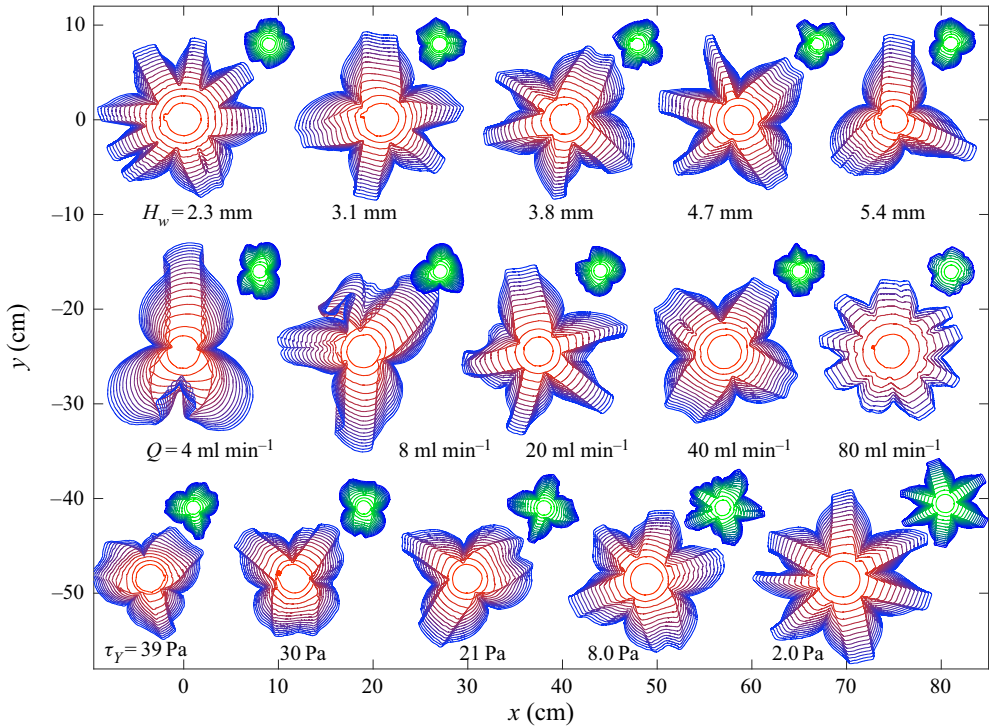 10
0
−10
−20
−30
−40
−50
y (cm)
H_w = 2.3 mm
3.1 mm
3.8 mm
4.7 mm
5.4 mm
Q = 4 ml min⁻¹
8 ml min⁻¹
20 ml min⁻¹
40 ml min⁻¹
80 ml min⁻¹
τ_Y = 39 Pa
30 Pa
21 Pa
8.0 Pa
2.0 Pa
0 10 20 30 40 50 60 70 80
x (cm)